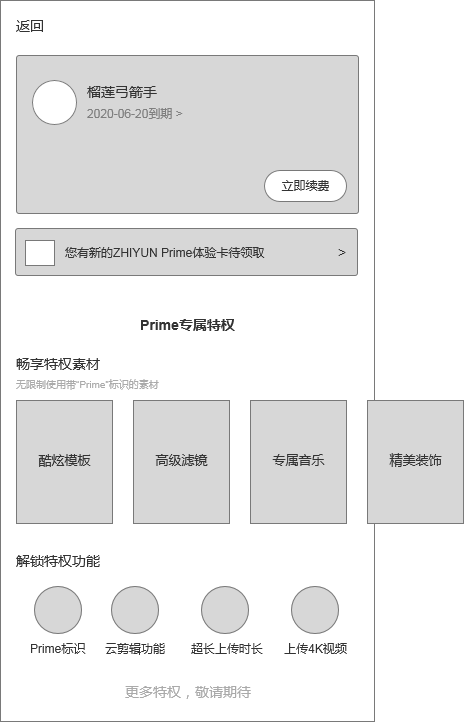 返回
榴莲弓箭手
2020-06-20到期 >
立即续费
您有新的ZHIYUN Prime体验卡待领取 >
Prime专属特权
畅享特权素材
无限制使用带“Prime”标识的素材
酷炫模板 高级滤镜 专属音乐 精美装饰
解锁特权功能
Prime标识 云剪辑功能 超长上传时长 上传4K视频
更多特权，敬请期待